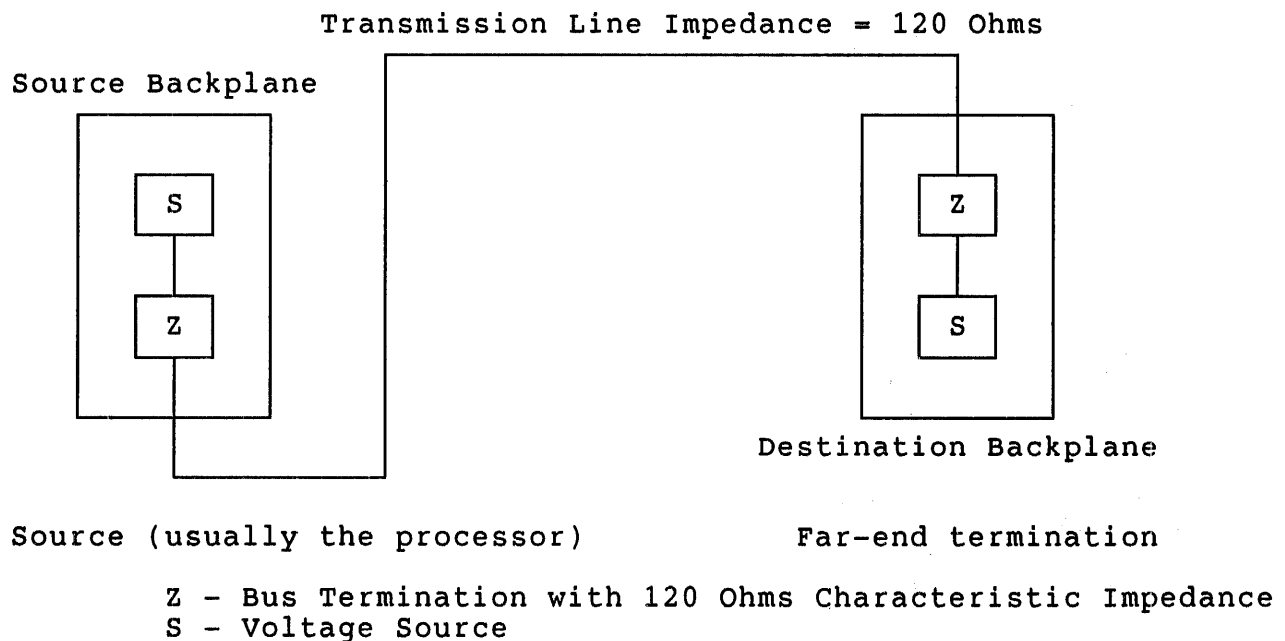 Transmission Line Impedance = 120 Ohms
Source Backplane
S
Z
Z
S
Destination Backplane
Source (usually the processor)
Far-end termination
Z - Bus Termination with 120 Ohms Characteristic Impedance
S - Voltage Source